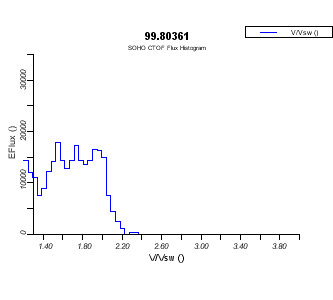 V/Vsw ()
99.80361
SOHO CTOF Flux Histogram
EFlux ()
30000
20000
10000
0
1.40 1.80 2.20 2.60 3.00 3.40 3.80
V/Vsw ()